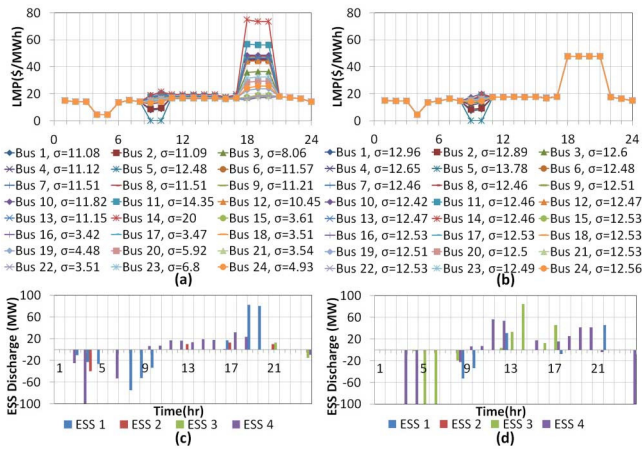 LMP($/MWh)
80
60
40
20
0
0 6 12 18 24
(a)
LMP($/MWh)
80
60
40
20
0
0 6 12 18 24
(b)
Bus 1, σ=11.08 Bus 2, σ=11.09 Bus 3, σ=8.06
Bus 4, σ=11.12 Bus 5, σ=12.48 Bus 6, σ=11.57
Bus 7, σ=11.51 Bus 8, σ=11.51 Bus 9, σ=11.21
Bus 10, σ=11.82 Bus 11, σ=14.35 Bus 12, σ=10.45
Bus 13, σ=11.15 Bus 14, σ=20 Bus 15, σ=3.61
Bus 16, σ=3.42 Bus 17, σ=3.47 Bus 18, σ=3.51
Bus 19, σ=4.48 Bus 20, σ=5.92 Bus 21, σ=3.54
Bus 22, σ=3.51 Bus 23, σ=6.8 Bus 24, σ=4.93
Bus 1, σ=12.96 Bus 2, σ=12.89 Bus 3, σ=12.6
Bus 4, σ=12.65 Bus 5, σ=13.78 Bus 6, σ=12.48
Bus 7, σ=12.46 Bus 8, σ=12.46 Bus 9, σ=12.51
Bus 10, σ=12.42 Bus 11, σ=12.46 Bus 12, σ=12.47
Bus 13, σ=12.47 Bus 14, σ=12.46 Bus 15, σ=12.53
Bus 16, σ=12.53 Bus 17, σ=12.53 Bus 18, σ=12.53
Bus 19, σ=12.51 Bus 20, σ=12.5 Bus 21, σ=12.53
Bus 22, σ=12.53 Bus 23, σ=12.49 Bus 24, σ=12.56
ESS Discharge (MW)
100
60
20
-20
-60
-100
1 5 9 13 17 21
Time(hr)
ESS 1 ESS 2 ESS 3 ESS 4
(c)
ESS Discharge (MW)
100
60
20
-20
-60
-100
1 5 9 13 17 21
Time(hr)
ESS 1 ESS 2 ESS 3 ESS 4
(d)